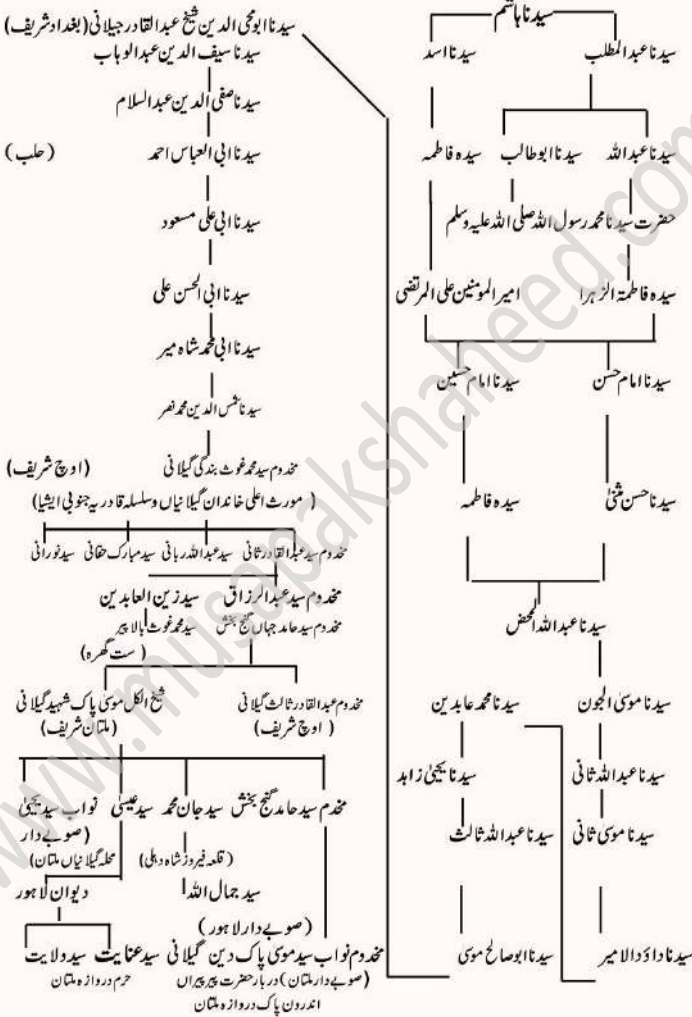 سیدنا ہاشم
سیدنا عبدالمطلب سیدنا اسد
سیدنا عبداللہ سیدنا ابوطالب سیدہ فاطمہ
حضرت سیدنا محمد رسول اللہ صلی اللہ علیہ وسلم
سیدہ فاطمۃ الزہرا امیر المومنین علی المرتضی
سیدنا امام حسن سیدنا امام حسین
سیدنا حسن مثنیٰ سیدہ فاطمہ
سیدنا عبداللہ المحض
سیدنا موسیٰ الجون سیدنا محمد عابدین
سیدنا عبداللہ ثانی سیدنا یحییٰ زاہد
سیدنا موسیٰ ثانی سیدنا عبداللہ ثالث
سیدنا داؤد الامیر سیدنا ابوصالح موسی
سیدنا ابومحی الدین شیخ عبدالقادر جیلانی (بغداد شریف)
سیدنا سیف الدین عبدالوہاب
سیدنا صفی الدین عبدالسلام
سیدنا ابی العباس احمد (حلب)
سیدنا ابی علی مسعود
سیدنا ابی الحسن علی
سیدنا ابی محمد شاہ میر
سیدنا شمس الدین محمد نصر
مخدوم سید محمد غوث بندگی گیلانی (اوچ شریف)
(مورث اعلی خاندان گیلانیاں و سلسلہ قادریہ جنوبی ایشیا)
مخدوم سید عبدالقادر ثانی سید عبداللہ ربانی سید مبارک حقانی سید نورانی
مخدوم سید عبدالرزاق سید زین العابدین
مخدوم سید حامد جہاں گنج بخش سید محمد غوث بالا پیر
(ست گھرہ)
مخدوم عبدالقادر ثالث گیلانی شیخ الکل موسیٰ پاک شہید گیلانی
(اوچ شریف) (ملتان شریف)
مخدم سید حامد گنج بخش سید جان محمد سید عیسیٰ نواب سید یحییٰ
(صوبے دار
(قلعہ فیروز شاہ دہلی) محلہ گیلانیاں ملتان)
سید جمال اللہ دیوان لاہور
(صوبے دار لاہور)
مخدوم نواب سید موسیٰ پاک دین گیلانی سید عنایت سید ولایت
(صوبے دار ملتان) دربار حضرت پیر پیراں حرم دروازہ ملتان
اندرون پاک دروازہ ملتان
www.musapakshaheed.com